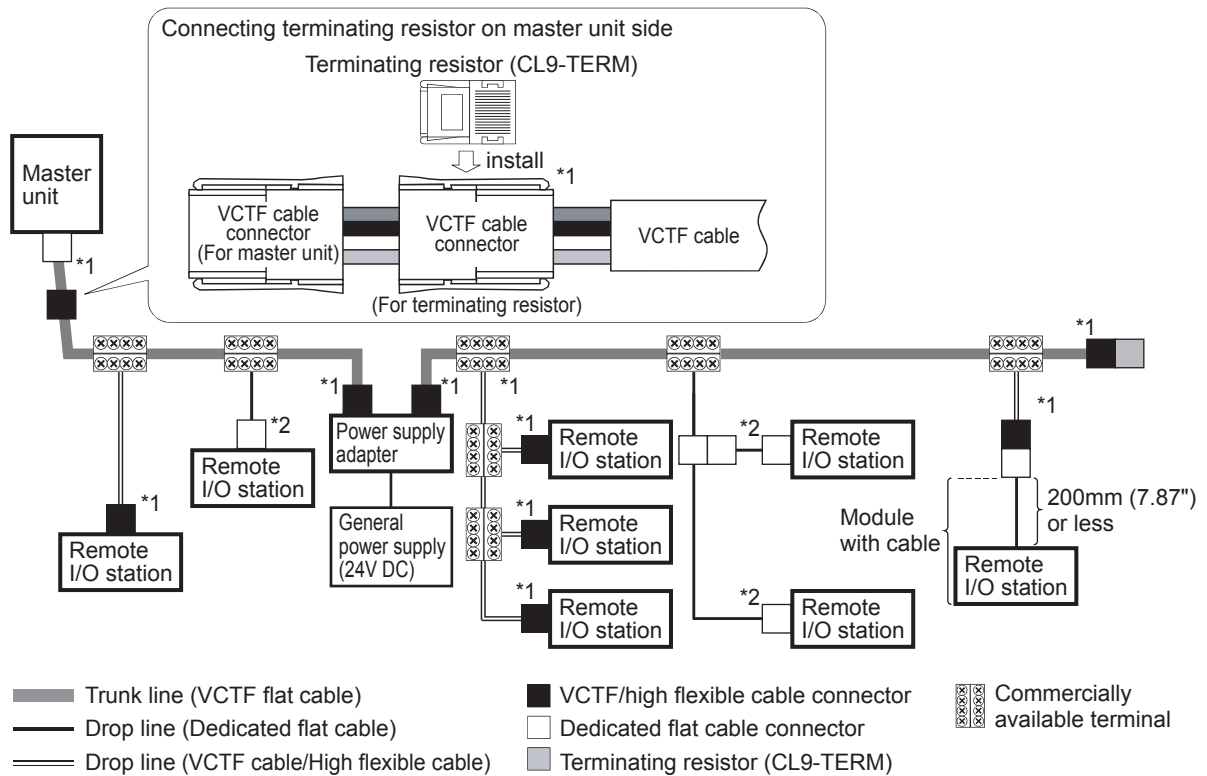 Connecting terminating resistor on master unit side
Terminating resistor (CL9-TERM)
install
*1
VCTF cable
connector
(For master unit)
VCTF cable
connector
VCTF cable
(For terminating resistor)
Master
unit
*1
*1
*1
*1
*1
*1
*2
*1
*2
Remote
I/O station
Power supply
adapter
Remote
I/O station
Remote
I/O station
*1
Remote
I/O station
General
power supply
(24V DC)
*1
Remote
I/O station
Module
with cable
200mm (7.87")
or less
Remote
I/O station
*1
Remote
I/O station
*2
Remote
I/O station
Trunk line (VCTF flat cable)
VCTF/high flexible cable connector
Commercially
available terminal
Drop line (Dedicated flat cable)
Dedicated flat cable connector
Drop line (VCTF cable/High flexible cable)
Terminating resistor (CL9-TERM)